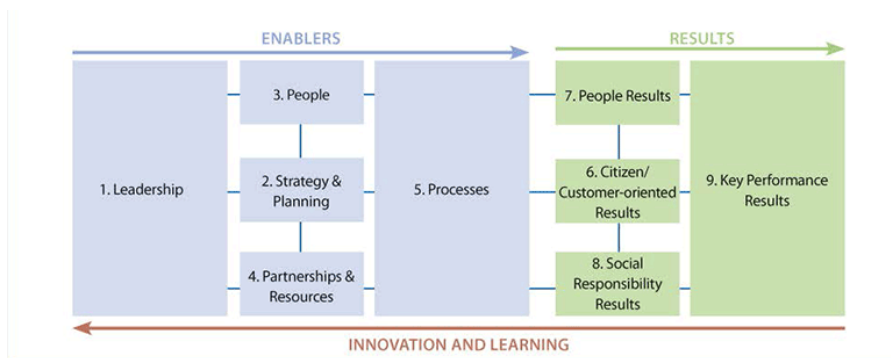 ENABLERS
RESULTS
1. Leadership
3. People
2. Strategy &
Planning
4. Partnerships &
Resources
5. Processes
7. People Results
6. Citizen/
Customer-oriented
Results
8. Social
Responsibility
Results
9. Key Performance
Results
INNOVATION AND LEARNING